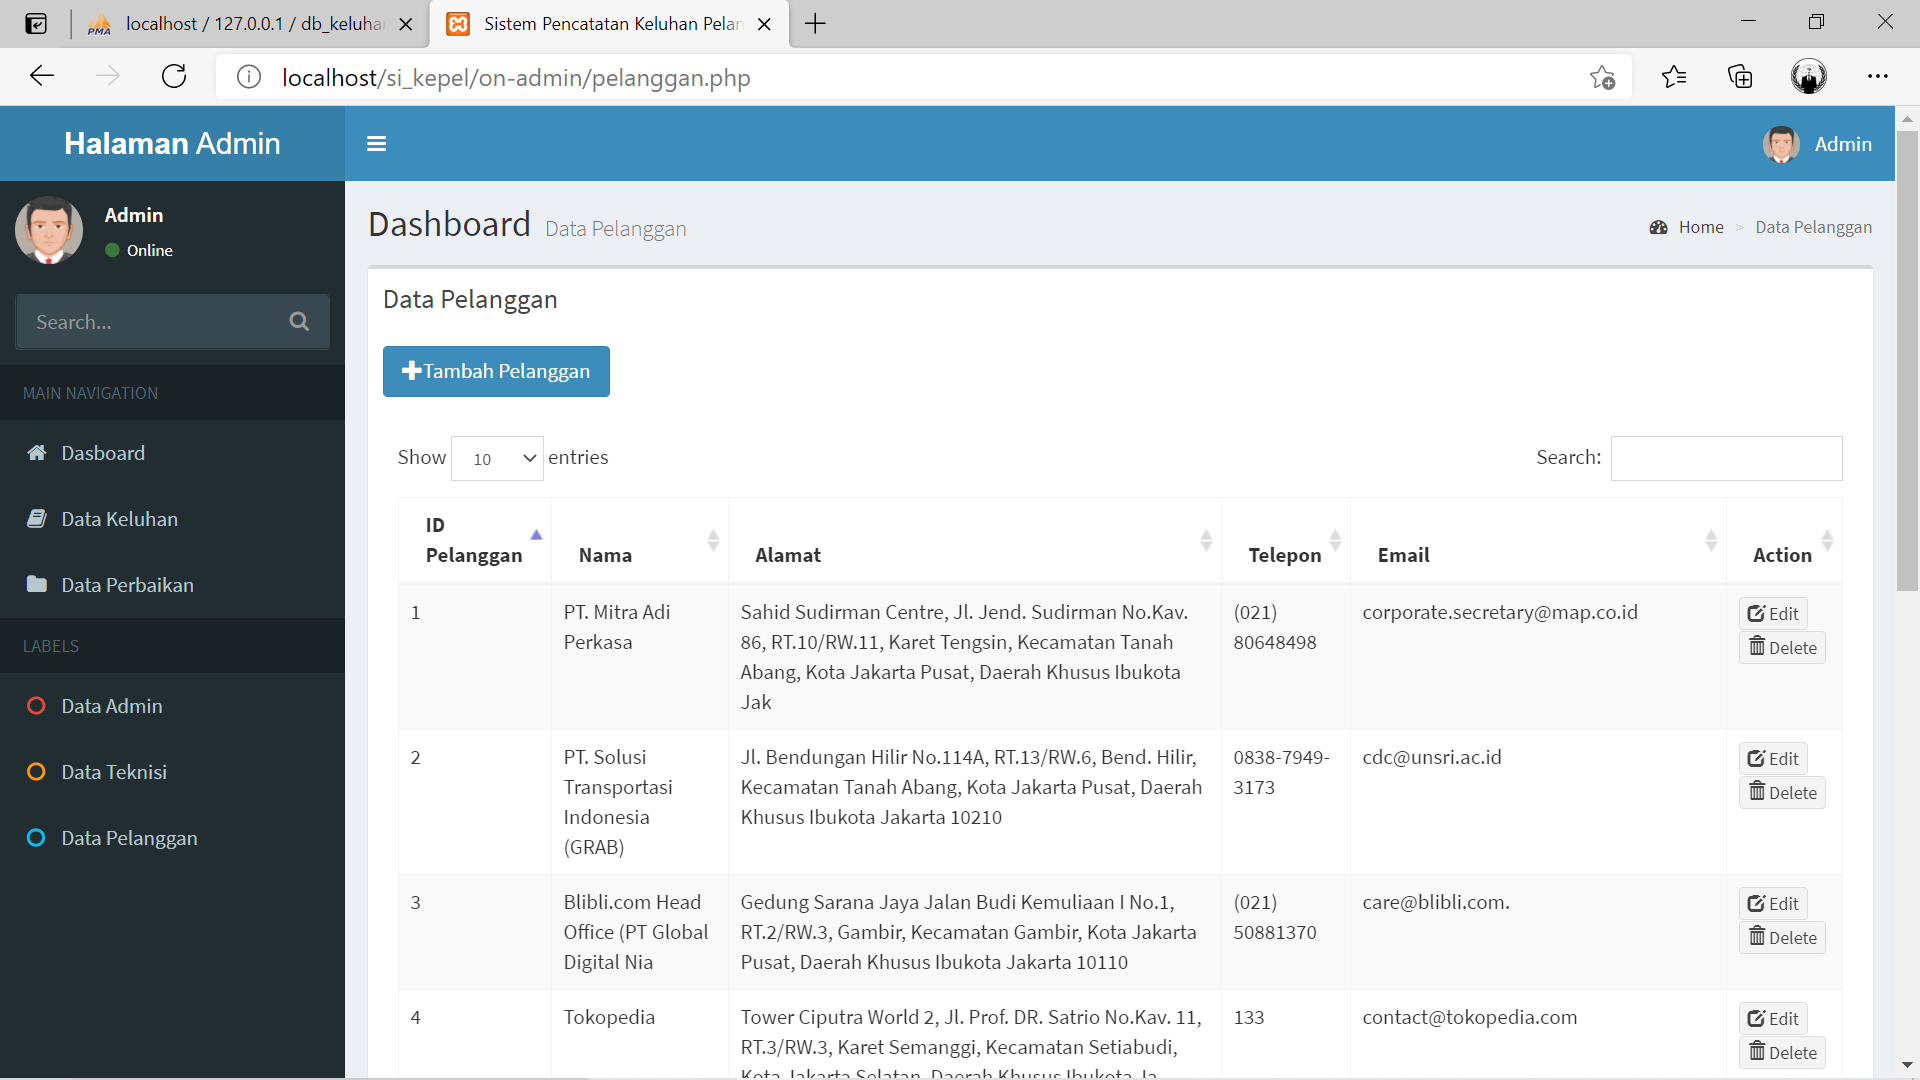 localhost / 127.0.0.1 / db_keluha
Sistem Pencatatan Keluhan Pelan
localhost/si_kepel/on-admin/pelanggan.php
Halaman Admin
Admin
Admin
Online
Search...
MAIN NAVIGATION
Dasboard
Data Keluhan
Data Perbaikan
LABELS
Data Admin
Data Teknisi
Data Pelanggan
Dashboard Data Pelanggan
Home > Data Pelanggan
Data Pelanggan
Tambah Pelanggan
Show 10 entries
Search:
ID
Pelanggan Nama Alamat Telepon Email Action
1
PT. Mitra Adi
Perkasa
Sahid Sudirman Centre, Jl. Jend. Sudirman No.Kav.
86, RT.10/RW.11, Karet Tengsin, Kecamatan Tanah
Abang, Kota Jakarta Pusat, Daerah Khusus Ibukota
Jak
(021)
80648498
corporate.secretary@map.co.id
Edit
Delete
2
PT. Solusi
Transportasi
Indonesia
(GRAB)
Jl. Bendungan Hilir No.114A, RT.13/RW.6, Bend. Hilir,
Kecamatan Tanah Abang, Kota Jakarta Pusat, Daerah
Khusus Ibukota Jakarta 10210
0838-7949-
3173
cdc@unsri.ac.id
Edit
Delete
3
Blibli.com Head
Office (PT Global
Digital Nia
Gedung Sarana Jaya Jalan Budi Kemuliaan I No.1,
RT.2/RW.3, Gambir, Kecamatan Gambir, Kota Jakarta
Pusat, Daerah Khusus Ibukota Jakarta 10110
(021)
50881370
care@blibli.com.
Edit
Delete
4
Tokopedia
Tower Ciputra World 2, Jl. Prof. DR. Satrio No.Kav. 11,
RT.3/RW.3, Karet Semanggi, Kecamatan Setiabudi,
Kota Jakarta Selatan, Daerah Khusus Ibukota Ja
133
contact@tokopedia.com
Edit
Delete